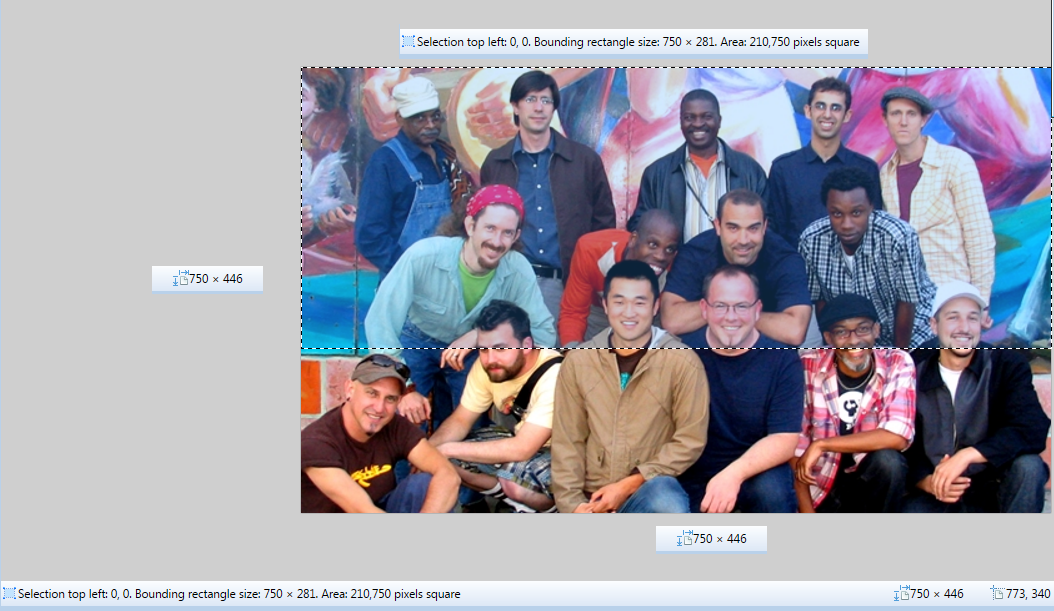 Selection top left: 0, 0. Bounding rectangle size: 750 × 281. Area: 210,750 pixels square
750 × 446
750 × 446
Selection top left: 0, 0. Bounding rectangle size: 750 × 281. Area: 210,750 pixels square
750 × 446
773, 340